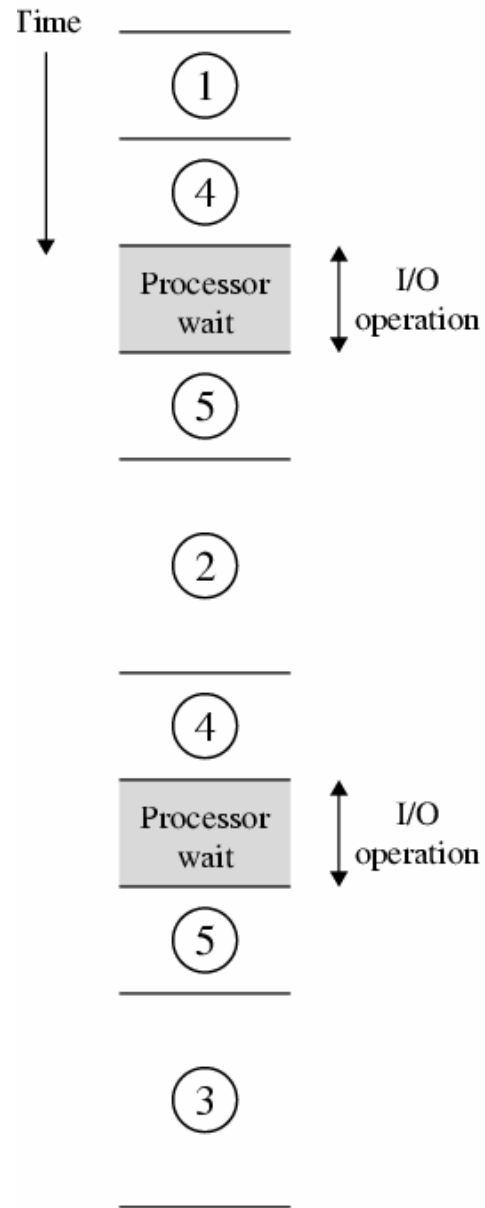 Time
1
4
Processor
wait
I/O
operation
5
2
4
Processor
wait
I/O
operation
5
3